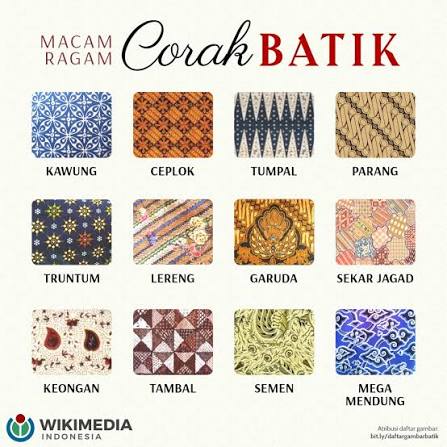 MACAM
RAGAM
Corak BATIK
KAWUNG
CEPLOK
TUMPAL
PARANG
TRUNTUM
LERENG
GARUDA
SEKAR JAGAD
KEONGAN
TAMBAL
SEMEN
MEGA
MENDUNG
WIKIMEDIA
INDONESIA
Atribusi daftar gambar:
bit.ly/daftargambarbatik